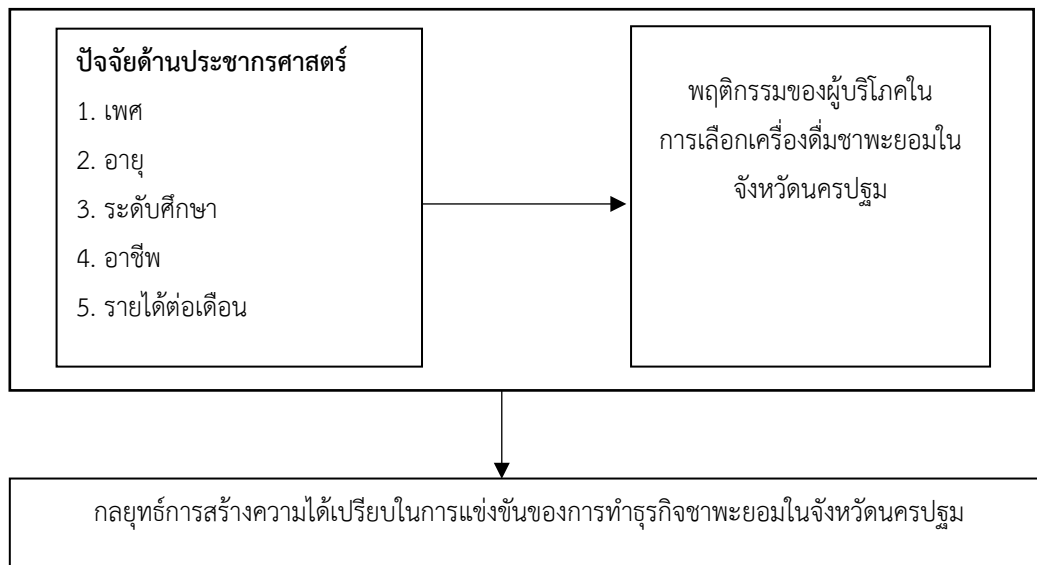 ปัจจัยด้านประชากรศาสตร์
1. เพศ
2. อายุ
3. ระดับศึกษา
4. อาชีพ
5. รายได้ต่อเดือน
พฤติกรรมของผู้บริโภคใน
การเลือกเครื่องดื่มชาพะยอมใน
จังหวัดนครปฐม
กลยุทธ์การสร้างความได้เปรียบในการแข่งขันของการทำธุรกิจชาพะยอมในจังหวัดนครปฐม